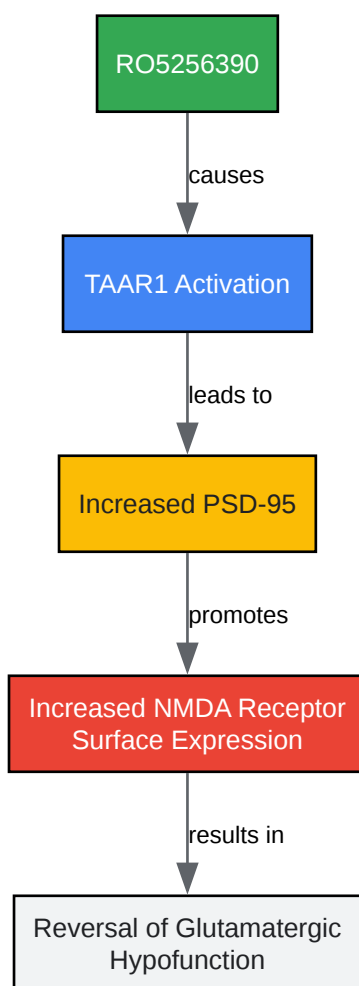 RO5256390
causes
TAAR1 Activation
leads to
Increased PSD-95
promotes
Increased NMDA Receptor
Surface Expression
results in
Reversal of Glutamatergic
Hypofunction